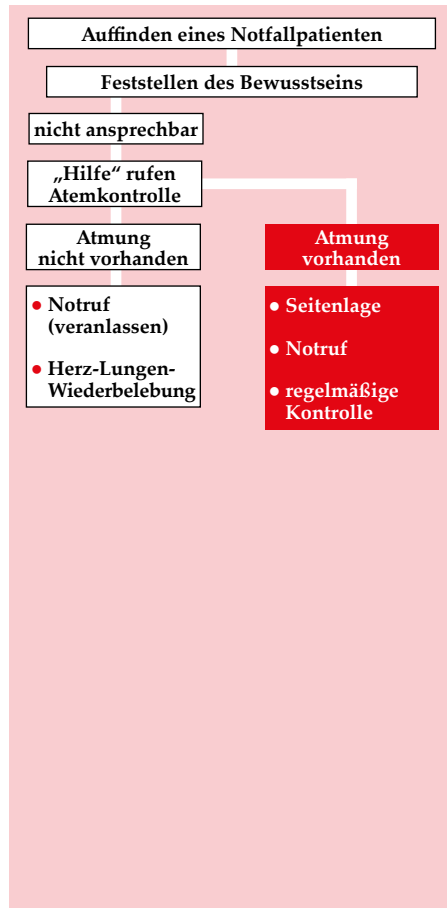 Auffinden eines Notfallpatienten
Feststellen des Bewusstseins
nicht ansprechbar
„Hilfe“ rufen
Atemkontrolle
Atmung
nicht vorhanden
• Notruf
(veranlassen)
• Herz-Lungen-
Wiederbelebung
Atmung
vorhanden
• Seitenlage
• Notruf
• regelmäßige
Kontrolle